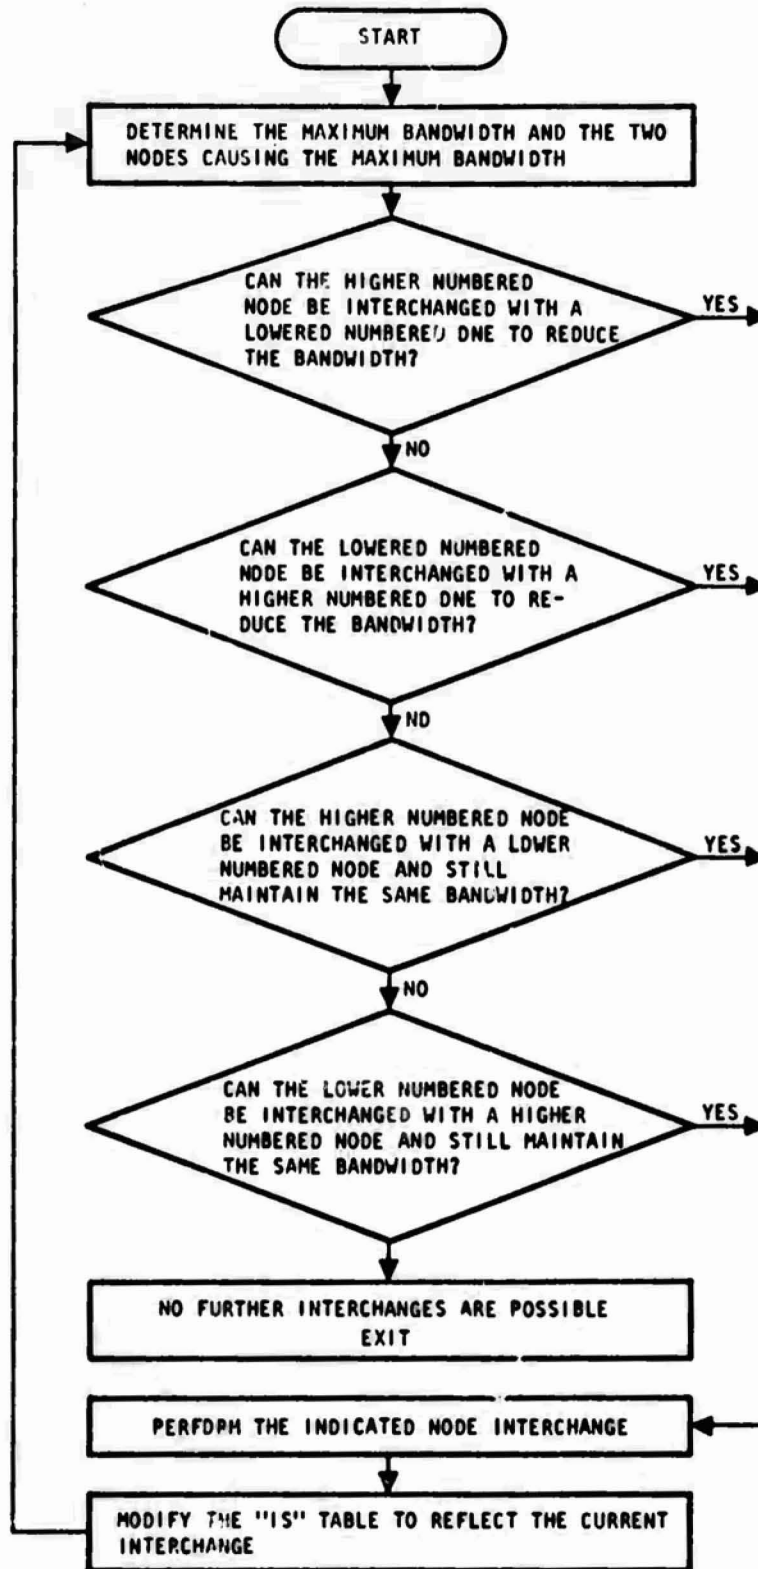 START
DETERMINE THE MAXIMUM BANDWIDTH AND THE TWO
NODES CAUSING THE MAXIMUM BANDWIDTH
CAN THE HIGHER NUMBERED
NODE BE INTERCHANGED WITH A
LOWERED NUMBERED ONE TO REDUCE
THE BANDWIDTH?
YES
NO
CAN THE LOWERED NUMBERED
NODE BE INTERCHANGED WITH A
HIGHER NUMBERED ONE TO RE-
DUCE THE BANDWIDTH?
YES
NO
CAN THE HIGHER NUMBERED NODE
BE INTERCHANGED WITH A LOWER
NUMBERED NODE AND STILL
MAINTAIN THE SAME BANDWIDTH?
YES
NO
CAN THE LOWER NUMBERED NODE
BE INTERCHANGED WITH A HIGHER
NUMBERED NODE AND STILL MAINTAIN
THE SAME BANDWIDTH?
YES
NO FURTHER INTERCHANGES ARE POSSIBLE
EXIT
PERFORM THE INDICATED NODE INTERCHANGE
MODIFY THE "IS" TABLE TO REFLECT THE CURRENT
INTERCHANGE